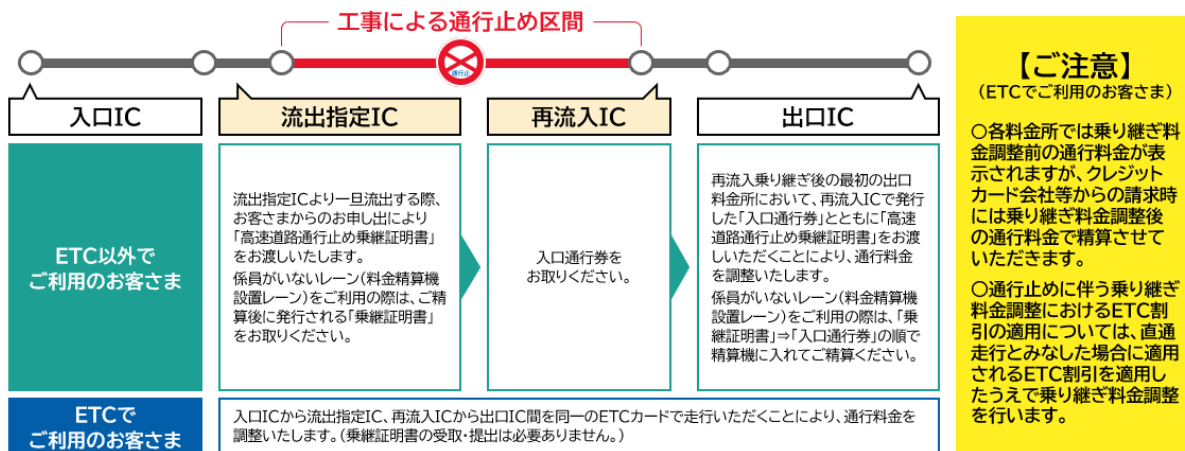 工事による通行止め区間
通行止
入口IC
流出指定IC
再流入IC
出口IC
ETC以外で
ご利用のお客さま
流出指定ICより一旦流出する際、
お客さまからのお申し出により
「高速道路通行止め乗継証明書」
をお渡しいたします。
係員がいないレーン(料金精算機
設置レーン)をご利用の際は、ご精
算後に発行される「乗継証明書」
をお取りください。
入口通行券を
お取りください。
再流入乗り継ぎ後の最初の出口
料金所において、再流入ICで発行
した「入口通行券」とともに「高速
道路通行止め乗継証明書」をお渡
しいただくことにより、通行料金
を調整いたします。
係員がいないレーン(料金精算機
設置レーン)をご利用の際は、「乗
継証明書」⇒「入口通行券」の順で
精算機に入れてご精算ください。
ETCで
ご利用のお客さま
入口ICから流出指定IC、再流入ICから出口IC間を同一のETCカードで走行いただくことにより、通行料金を
調整いたします。(乗継証明書の受取・提出は必要ありません。)
【ご注意】
(ETCでご利用のお客さま)
○各料金所では乗り継ぎ料
金調整前の通行料金が表
示されますが、クレジット
カード会社等からの請求時
には乗り継ぎ料金調整後
の通行料金で精算させて
いただきます。
○通行止めに伴う乗り継ぎ
料金調整におけるETC割
引の適用については、直通
走行とみなした場合に適用
されるETC割引を適用し
たうえで乗り継ぎ料金調整
を行います。